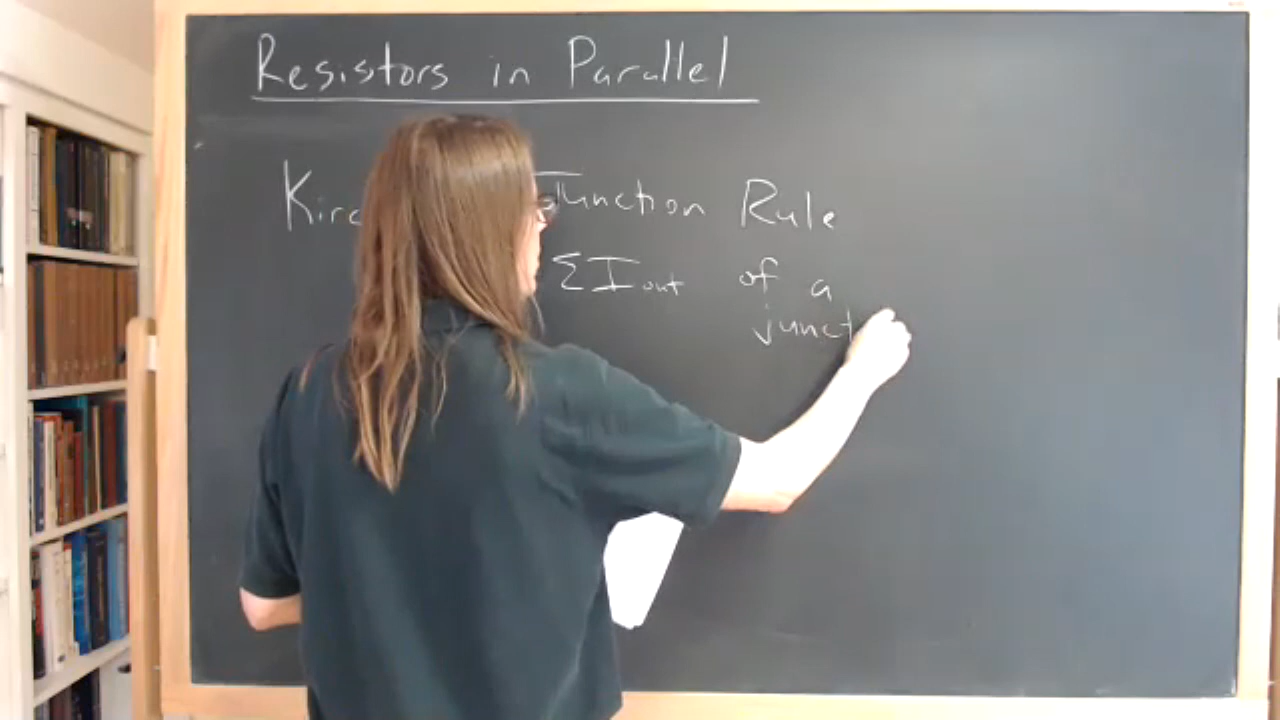 Resistors in Parallel
Kirc Junction Rule
ΣIout of a
junct